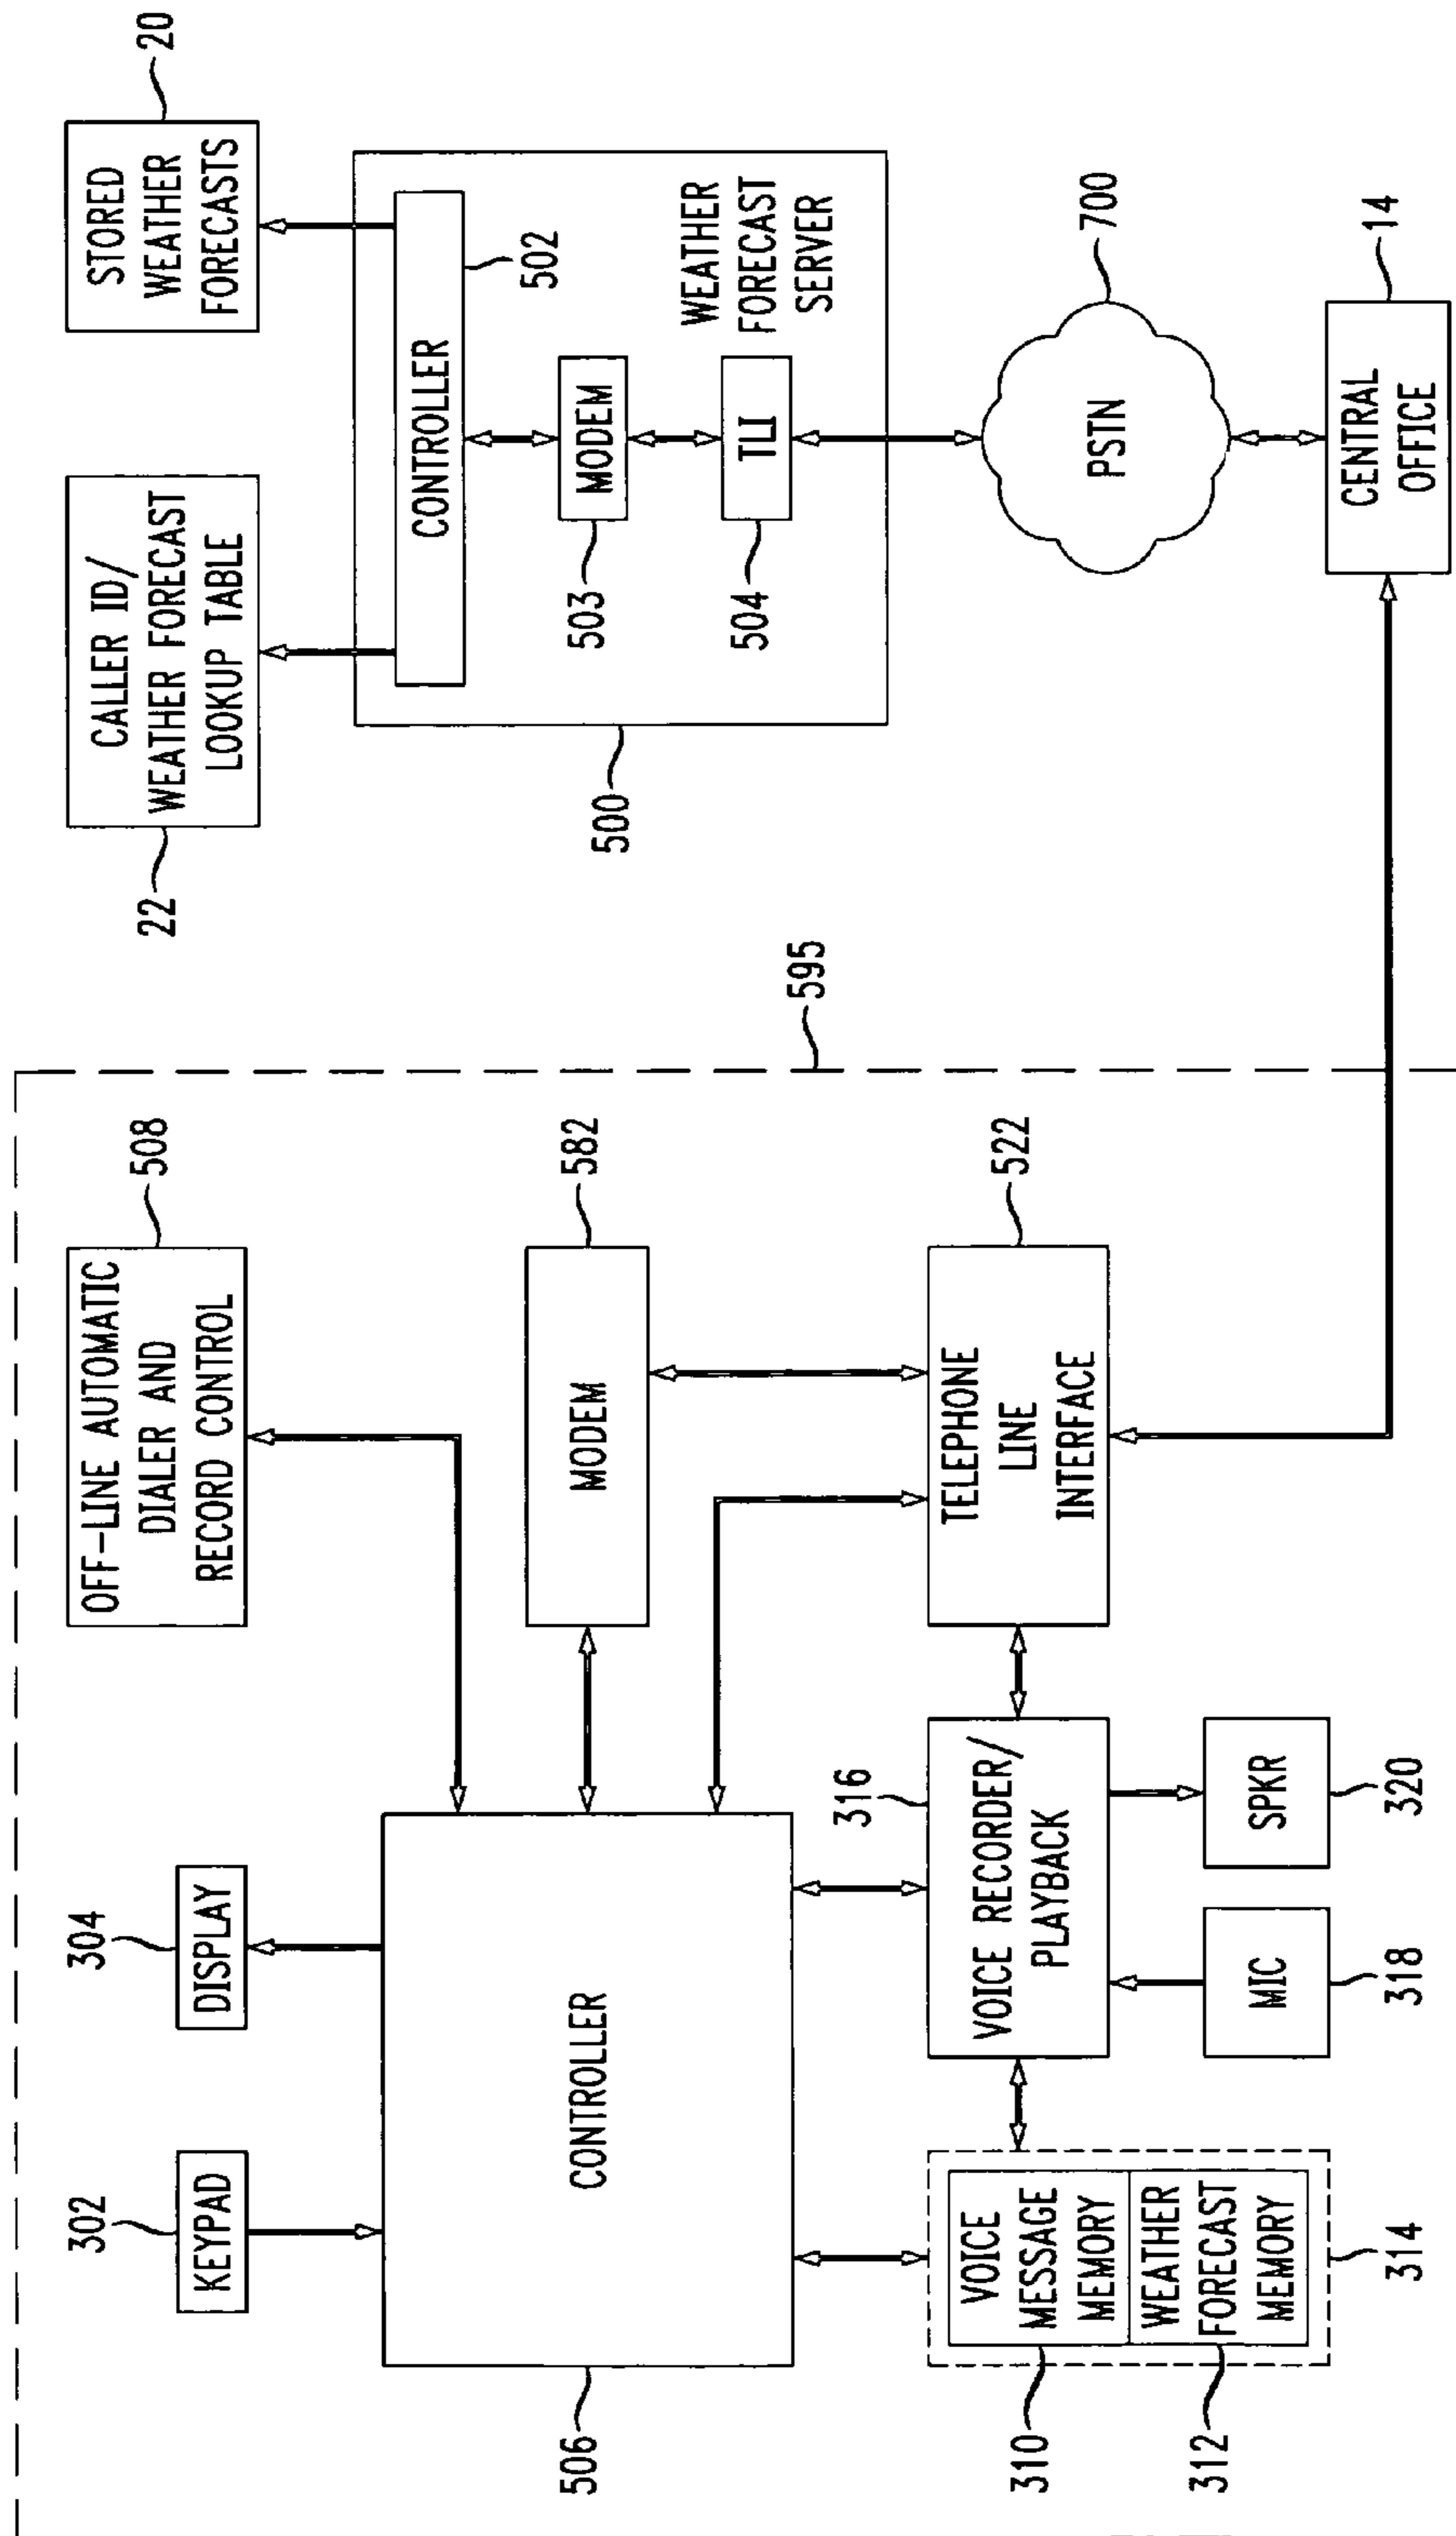 302
KEYPAD
304
DISPLAY
OFF-LINE AUTOMATIC
DIALER AND
RECORD CONTROL
508
CALLER ID/
WEATHER FORECAST
LOOKUP TABLE
22
STORED
WEATHER
FORECASTS
20
CONTROLLER
506
MODEM
582
595
CONTROLLER
502
MODEM
503
TLI
504
WEATHER
FORECAST
SERVER
500
VOICE
MESSAGE
MEMORY
WEATHER
FORECAST
MEMORY
310
312
314
316
VOICE RECORDER/
PLAYBACK
MIC
318
SPKR
320
TELEPHONE
LINE
INTERFACE
522
PSTN
700
CENTRAL
OFFICE
14